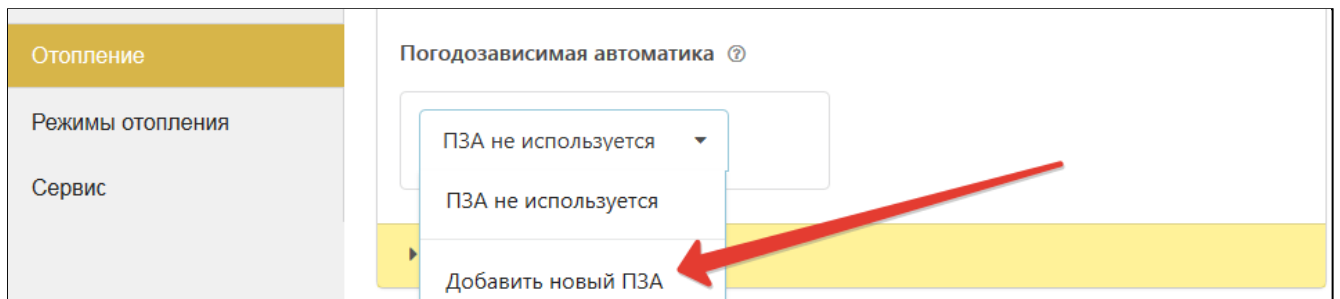 Отопление
Режимы отопления
Сервис
Погодозависимая автоматика
ПЗА не используется
ПЗА не используется
Добавить новый ПЗА